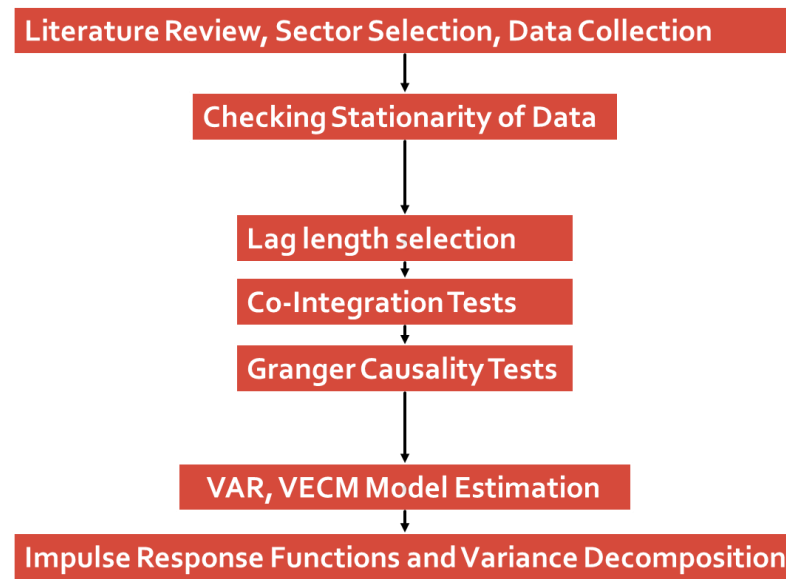 Literature Review, Sector Selection, Data Collection
Checking Stationarity of Data
Lag length selection
Co-Integration Tests
Granger Causality Tests
VAR, VECM Model Estimation
Impulse Response Functions and Variance Decomposition